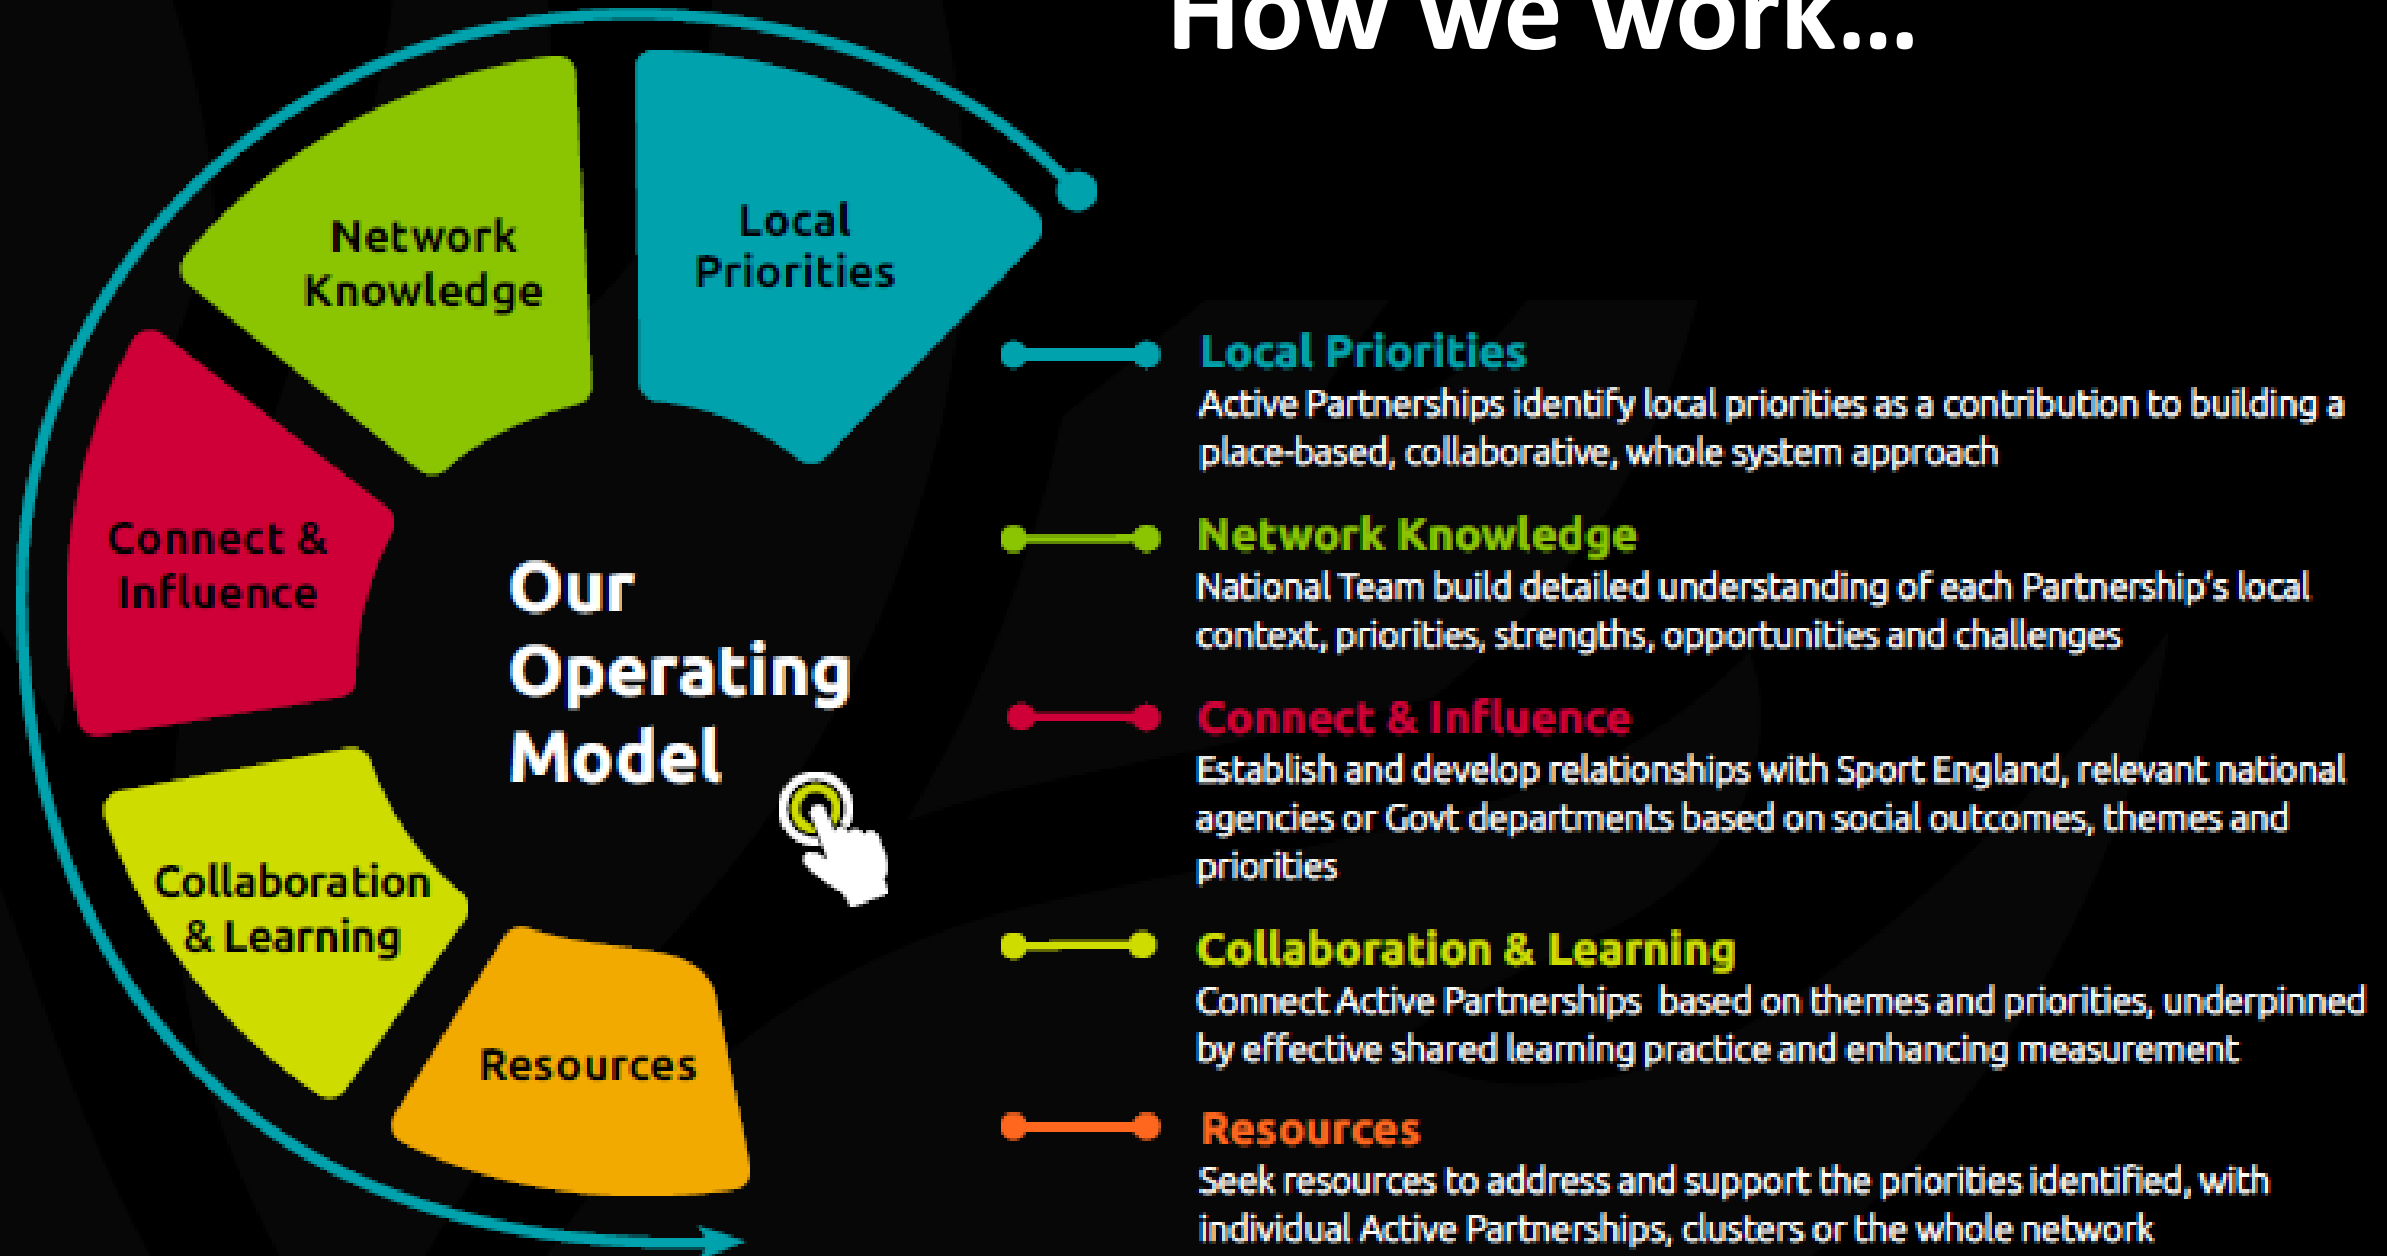 How we work...
Network
Knowledge
Local
Priorities
Connect &
Influence
Collaboration
& Learning
Resources
Our
Operating
Model
Local Priorities
Active Partnerships identify local priorities as a contribution to building a
place-based, collaborative, whole system approach
Network Knowledge
National Team build detailed understanding of each Partnership's local
context, priorities, strengths, opportunities and challenges
Connect & Influence
Establish and develop relationships with Sport England, relevant national
agencies or Govt departments based on social outcomes, themes and
priorities
Collaboration & Learning
Connect Active Partnerships  based on themes and priorities, underpinned
by effective shared learning practice and enhancing measurement
Resources
Seek resources to address and support the priorities identified, with
individual Active Partnerships, clusters or the whole network